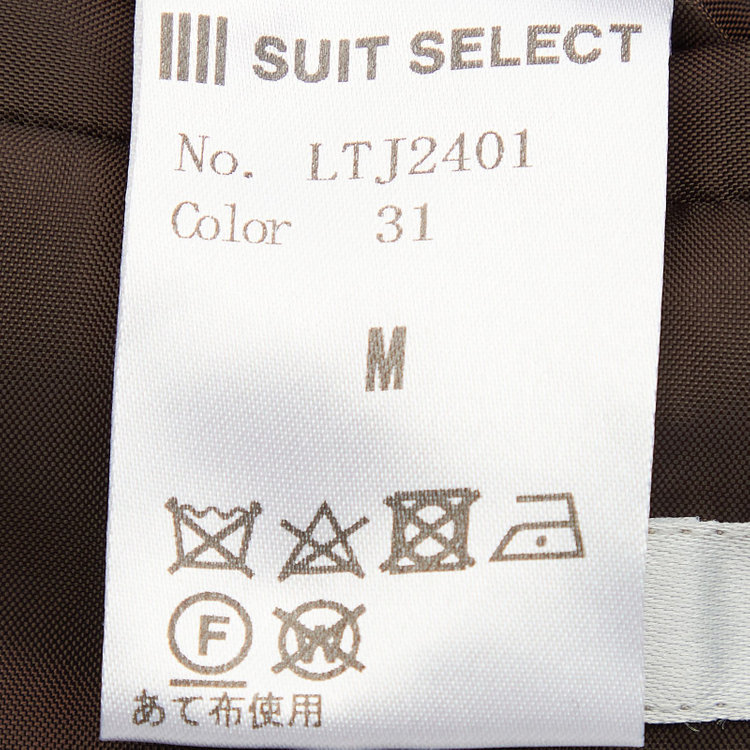 SUIT SELECT
No. LTJ2401
Color 31
M
F
W
あて布使用